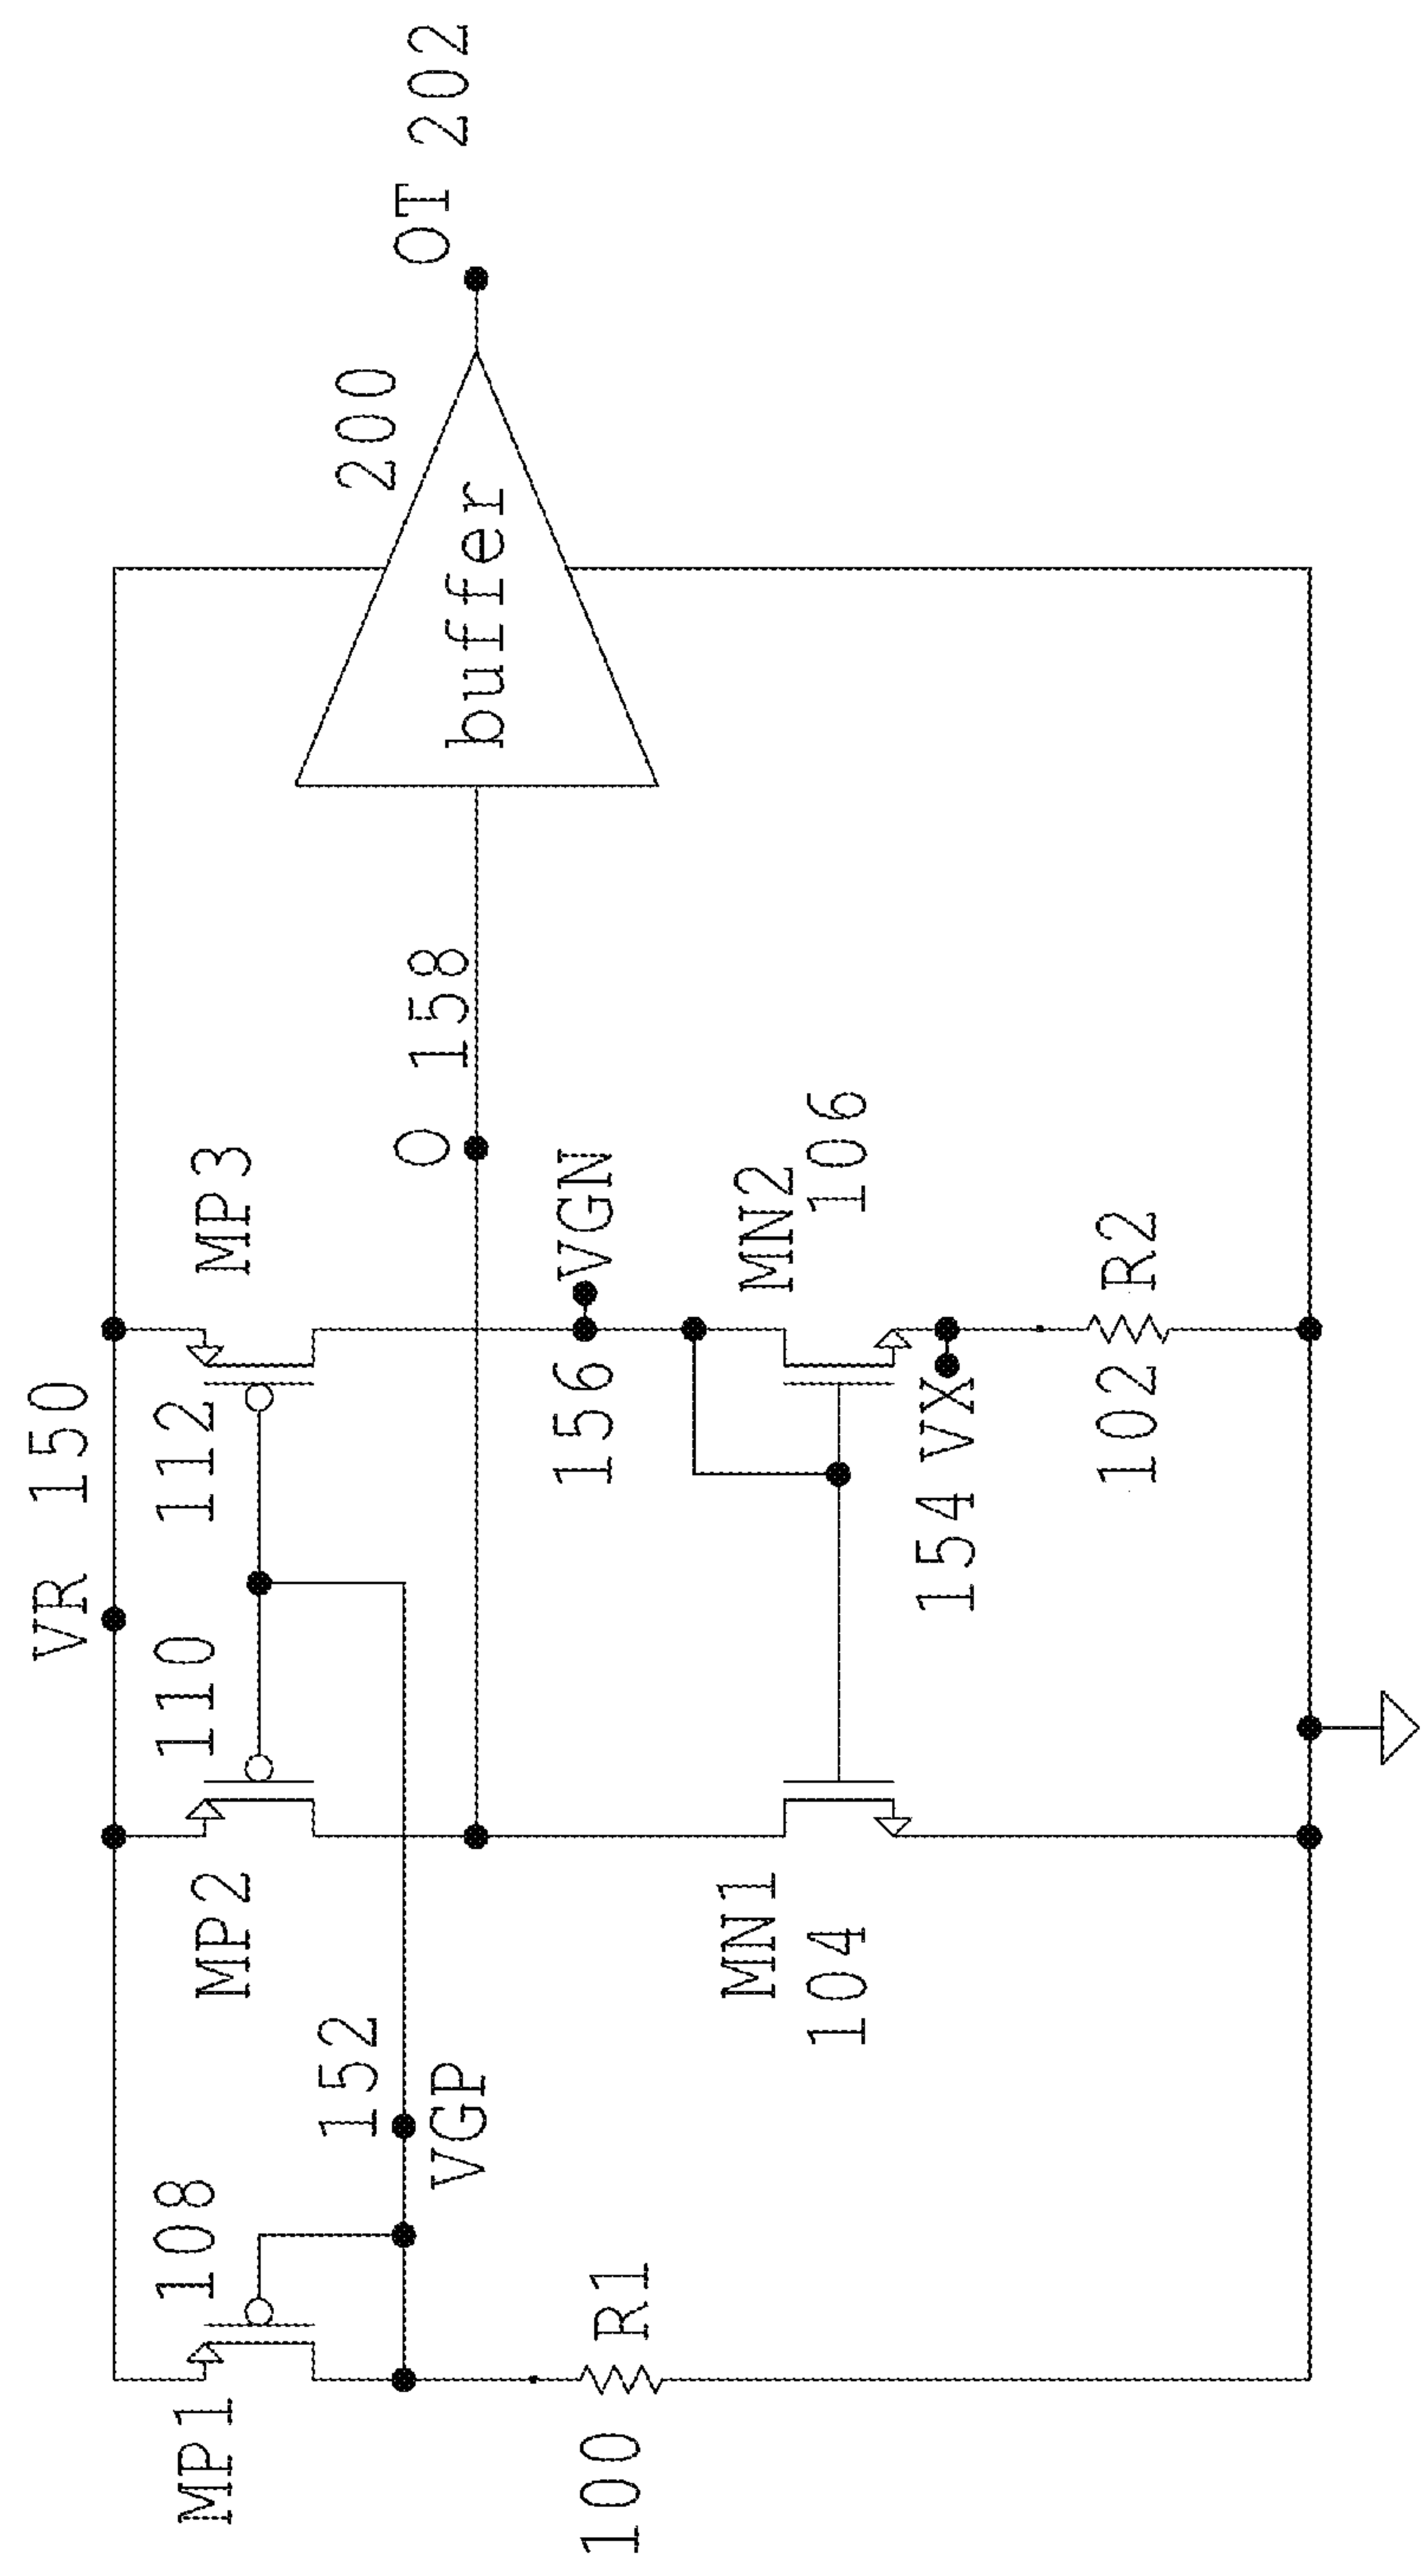 VR 150
MP1
108
MP2
110
112
MP3
152
VGP
O 158
buffer
200
OT 202
100
R1
156
VGN
MN1
104
MN2
106
154 VX
102
R2